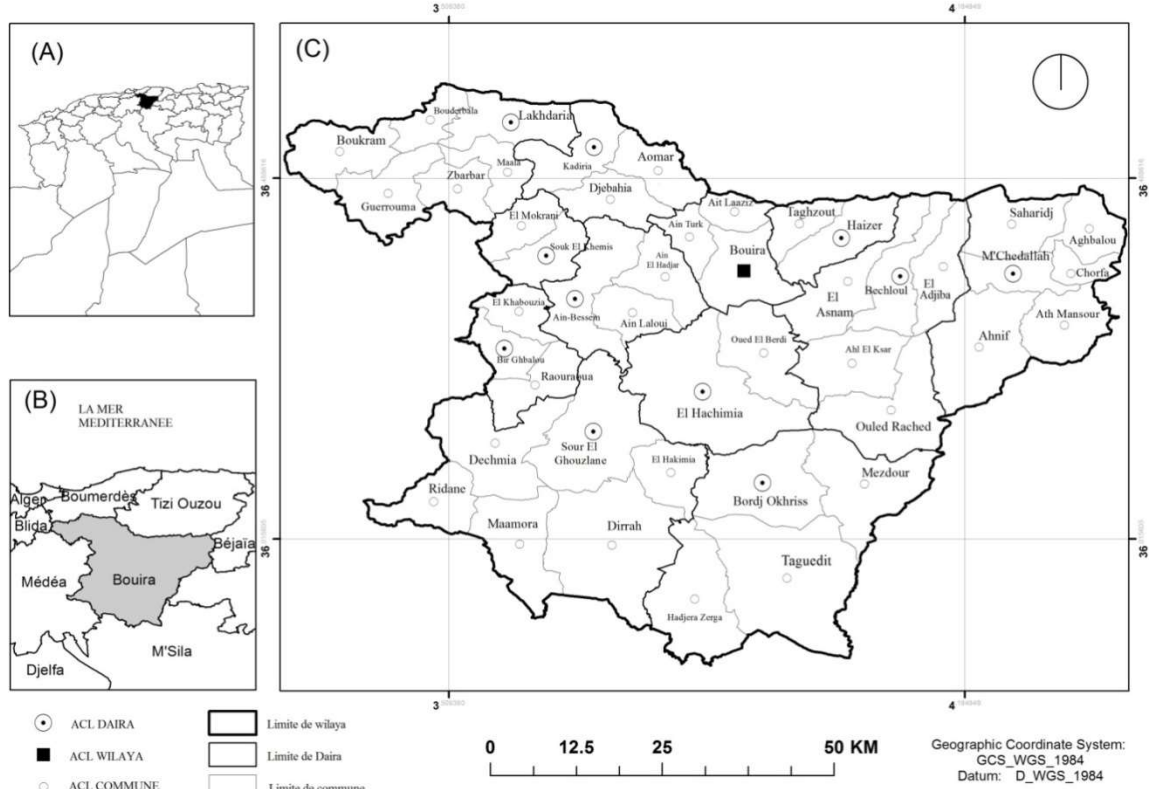 (A)
(B)
LA MER
MEDITERRANEE
Alger
Boumerdès
Tizi Ouzou
Blida
Béjaïa
Médéa
Bouira
M'Sila
Djelfa
(C)
3
4
36
36
36
36
3
4
Bouderbala
Lakhdaria
Boukram
Kadiria
Aomar
Maala
Zbarbar
Guerrouma
Djebahia
El Mokrani
Ait Laaziz
Taghzout
Haizer
Saharidj
Aghbalou
Ain Turk
Souk El Khemis
Ain
El Hadjar
Bouira
M'Chedallah
Chorfa
Bechloul
El
Adjiba
El
Asnam
El Khabouzia
Ain-Bessem
Ain Laloui
Ath Mansour
Ahnif
Oued El Berdi
Bir Ghbalou
Ahl El Ksar
Raouraoua
El Hachimia
Ouled Rached
Sour El
Ghouzlane
Dechmia
El Hakimia
Mezdour
Ridane
Bordj Okhriss
Maamora
Dirrah
Taguedit
Hadjera Zerga
ACL DAIRA
Limite de wilaya
ACL WILAYA
Limite de Daira
ACL COMMUNE
Limite de commune
0 12.5 25 50 KM
Geographic Coordinate System:
GCS_WGS_1984
Datum: D_WGS_1984